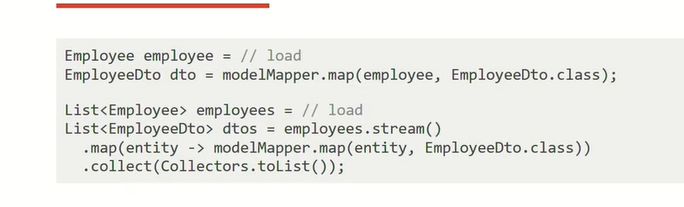 Employee employee = // load
EmployeeDto dto = modelMapper.map(employee, EmployeeDto.class);
List<Employee> employees = // load
List<EmployeeDto> dtos = employees.stream()
.map(entity -> modelMapper.map(entity, EmployeeDto.class))
.collect(Collectors.toList());